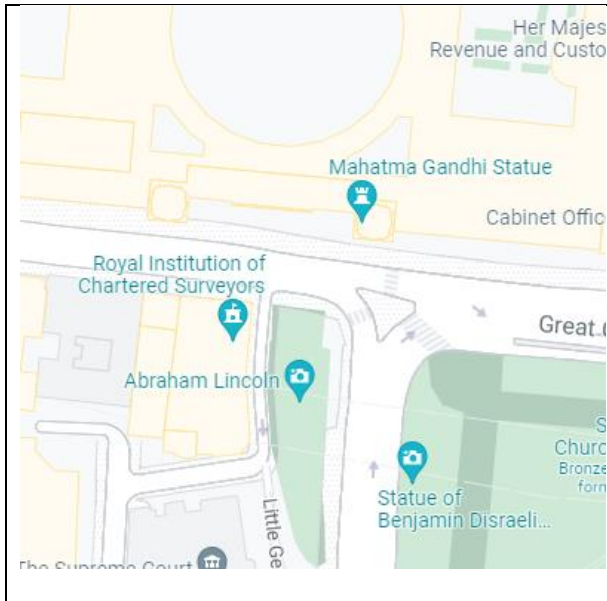 Her Majes
Revenue and Custo
Mahatma Gandhi Statue
Cabinet Offic
Royal Institution of
Chartered Surveyors
Great
Abraham Lincoln
S
Churc
Bronze
form
Statue of
Benjamin Disraeli...
Little Ge
The Supreme Court